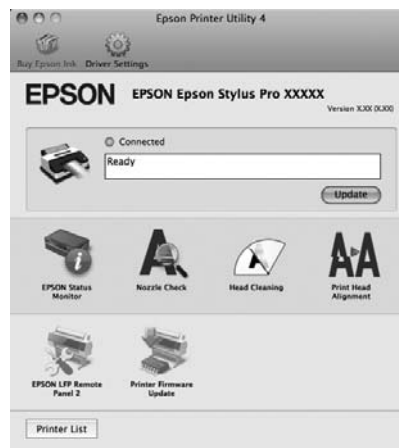 Epson Printer Utility 4
Buy Epson Ink
Driver Settings
EPSON
EPSON Epson Stylus Pro XXXXX
Version X.XX (X.XX)
Connected
Ready
Update
EPSON Status
Monitor
Nozzle Check
Head Cleaning
Print Head
Alignment
EPSON LFP Remote
Panel 2
Printer Firmware
Update
Printer List